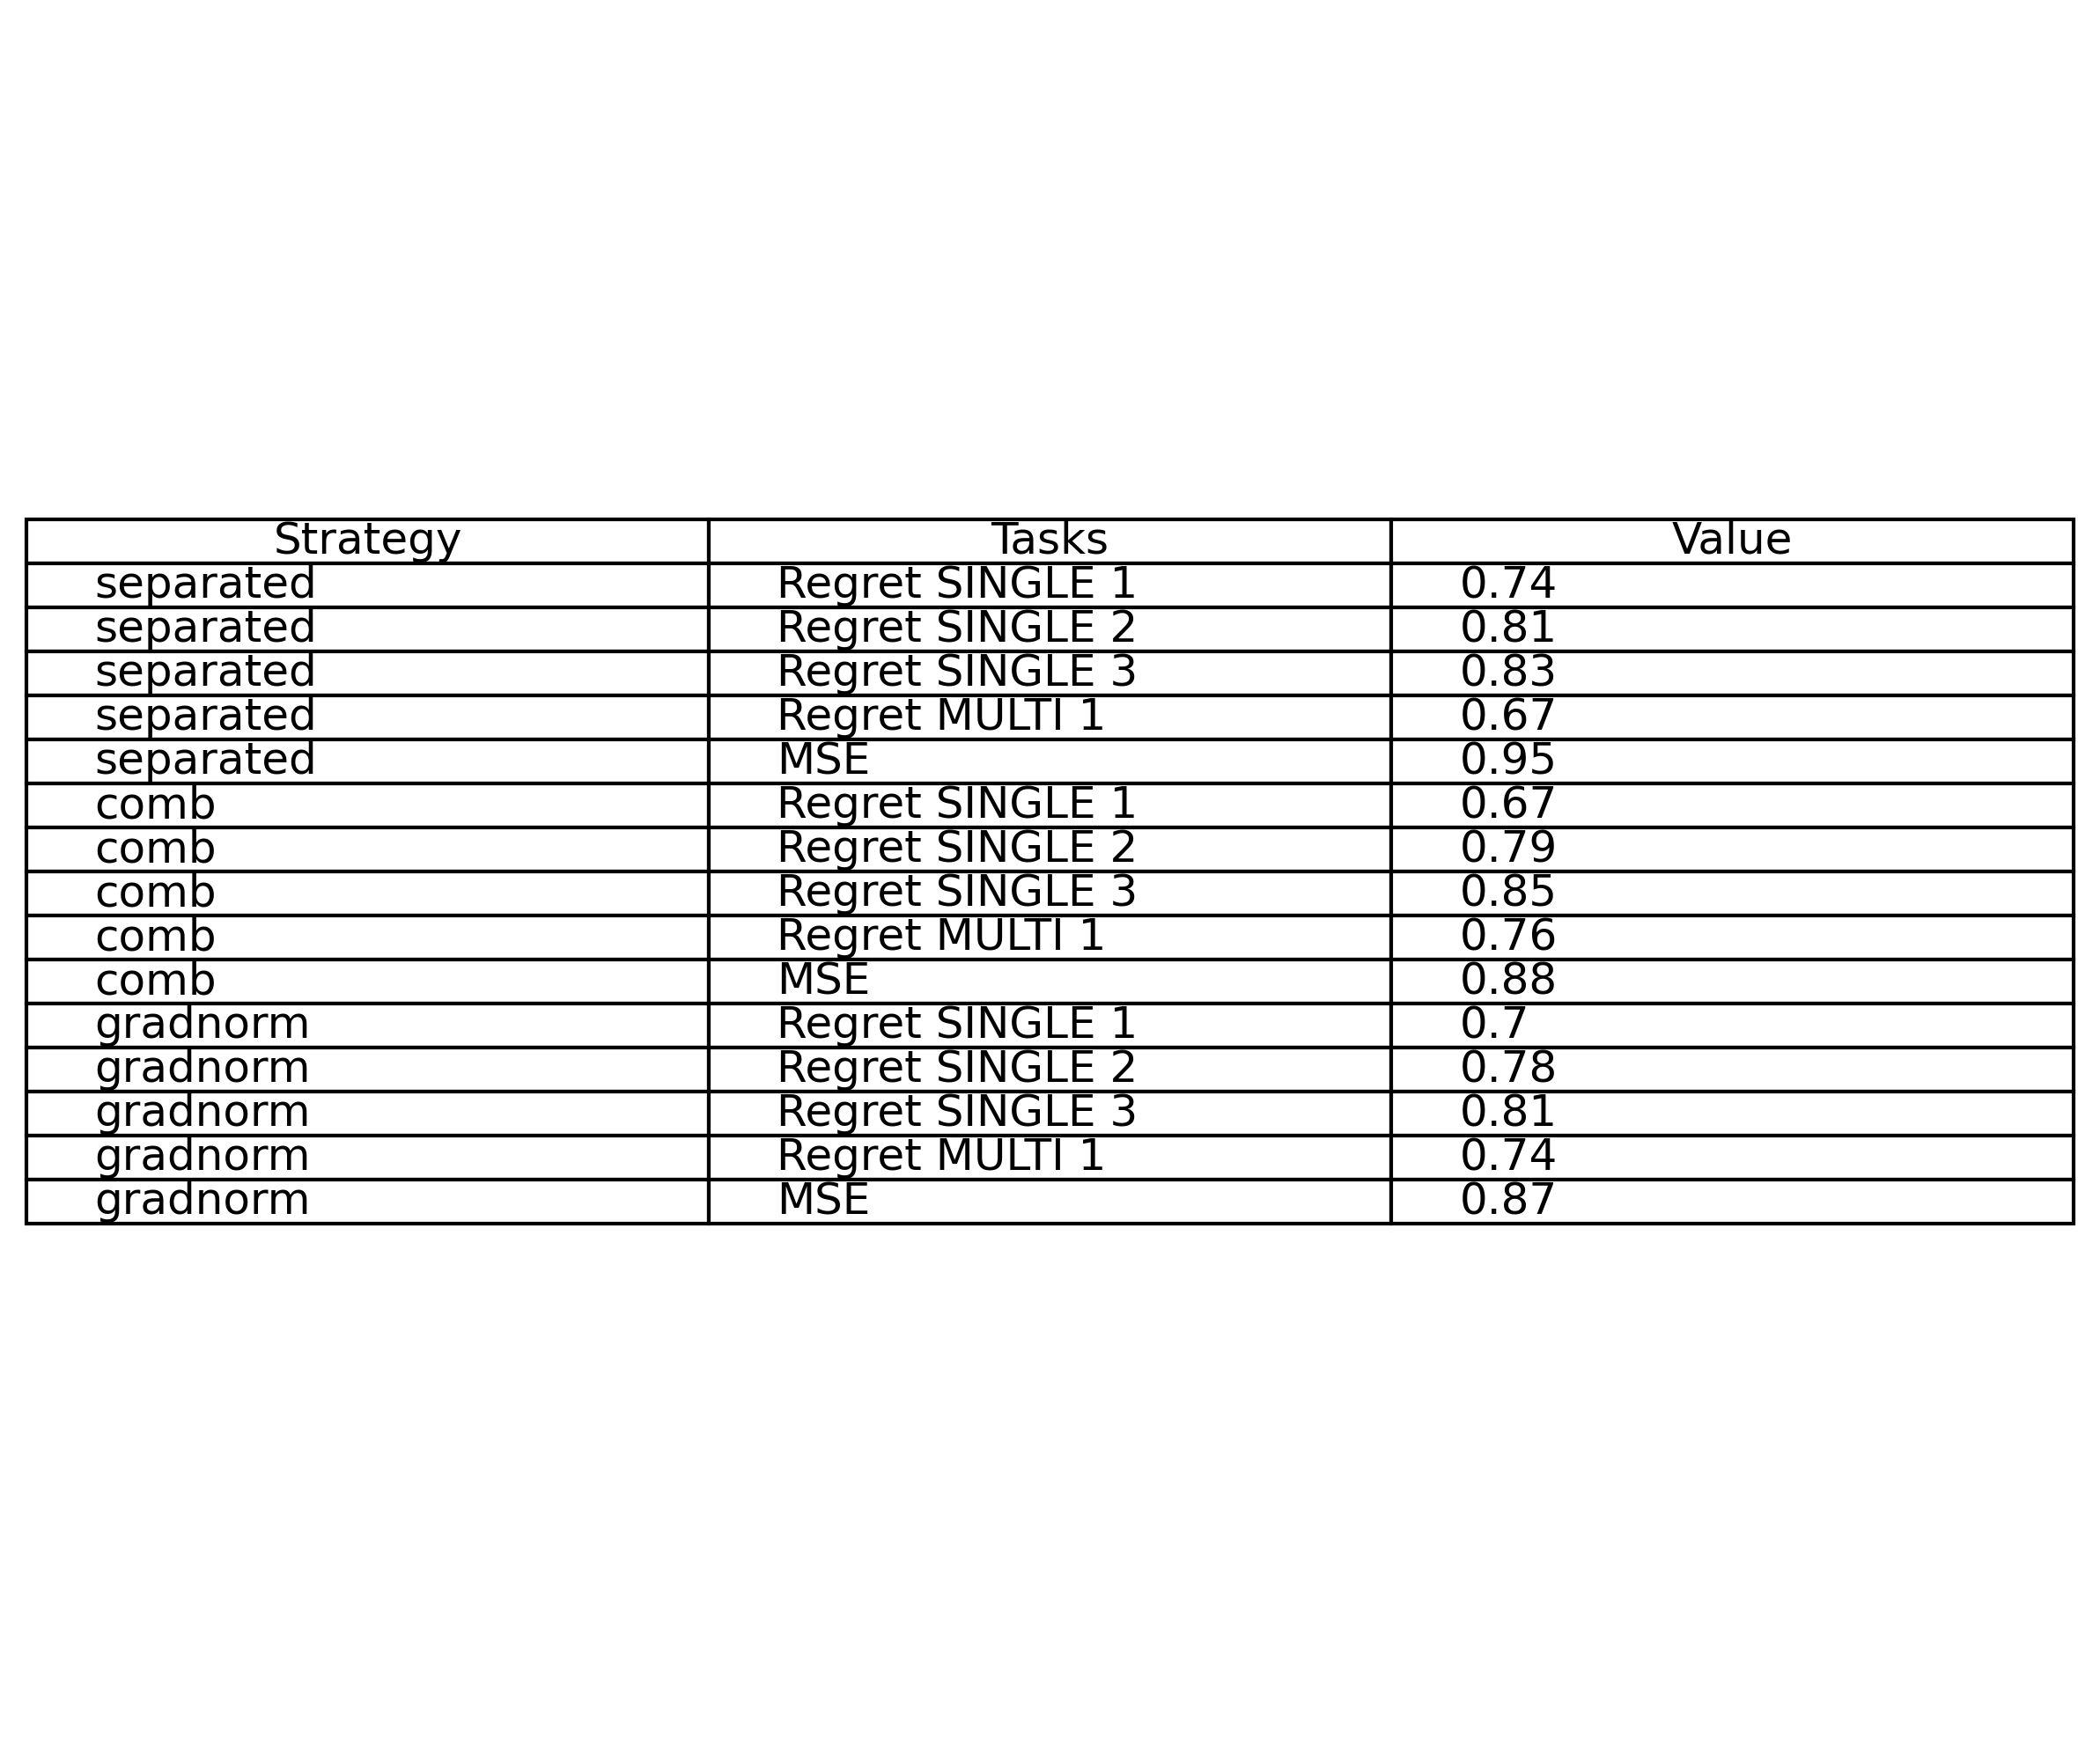 Strategy Tasks Value
separated Regret SINGLE 1 0.74
separated Regret SINGLE 2 0.81
separated Regret SINGLE 3 0.83
separated Regret MULTI 1 0.67
separated MSE 0.95
comb Regret SINGLE 1 0.67
comb Regret SINGLE 2 0.79
comb Regret SINGLE 3 0.85
comb Regret MULTI 1 0.76
comb MSE 0.88
gradnorm Regret SINGLE 1 0.7
gradnorm Regret SINGLE 2 0.78
gradnorm Regret SINGLE 3 0.81
gradnorm Regret MULTI 1 0.74
gradnorm MSE 0.87